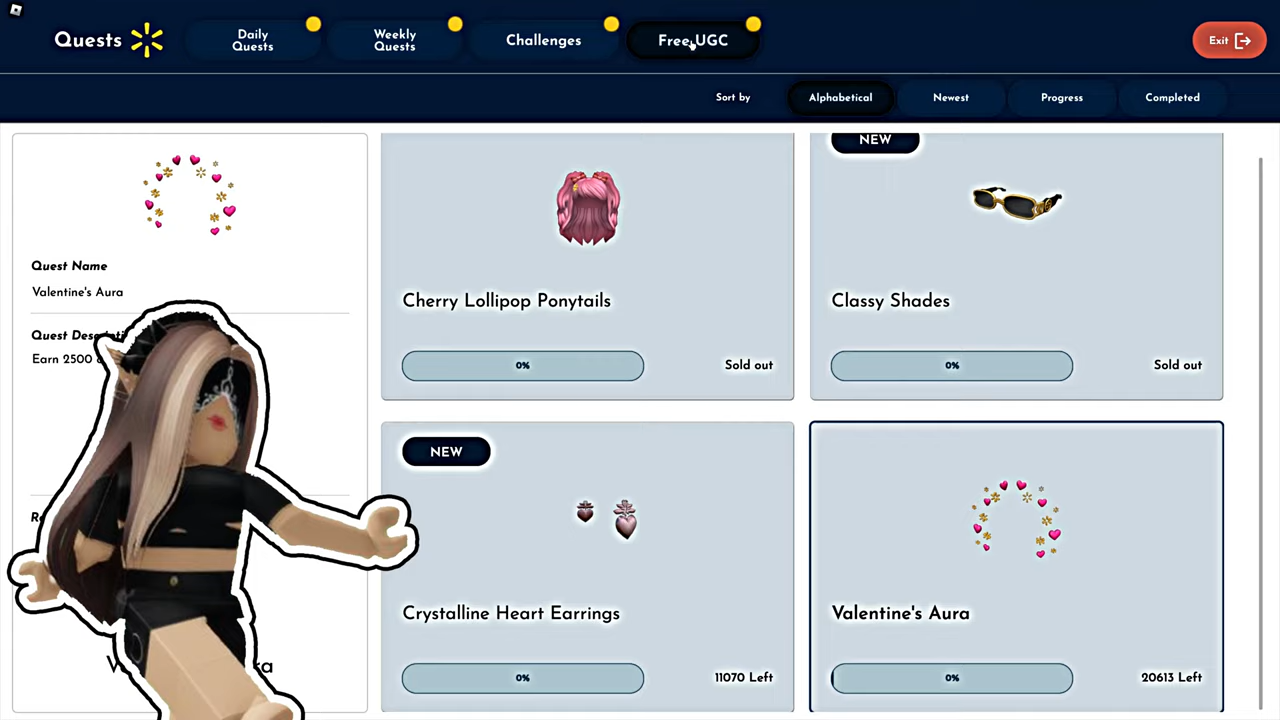 Quests
Daily
Quests
Weekly
Quests
Challenges
Free UGC
Exit
Sort by
Alphabetical
Newest
Progress
Completed
Quest Name
Valentine's Aura
Earn 2500
NEW
Cherry Lollipop Ponytails
0%
Sold out
Classy Shades
0%
Sold out
NEW
Crystalline Heart Earrings
0%
11070 Left
Valentine's Aura
0%
20613 Left